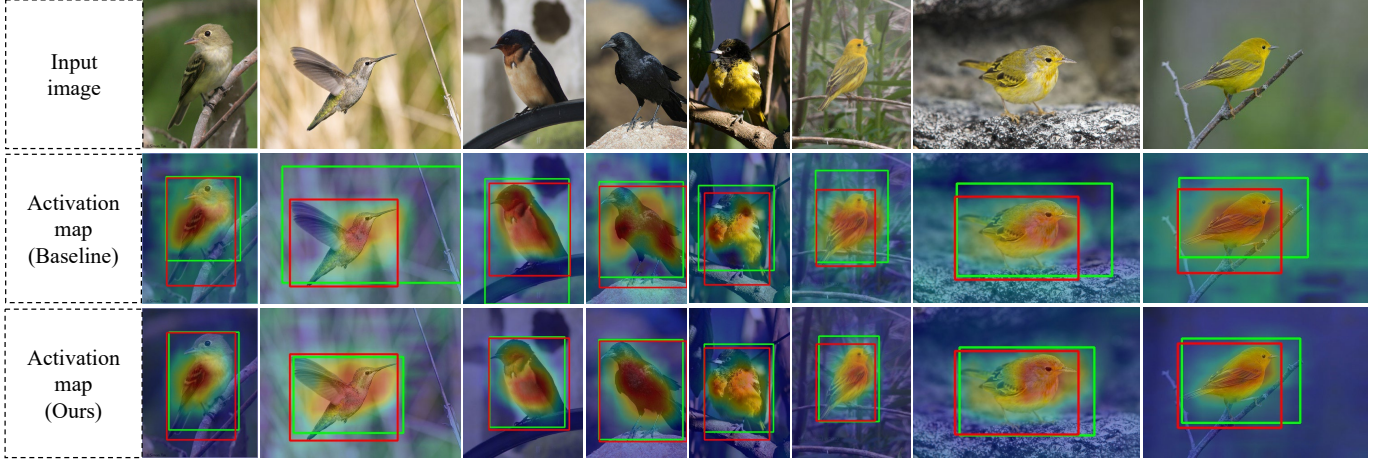 Input
image
Activation
map
(Baseline)
Activation
map
(Ours)